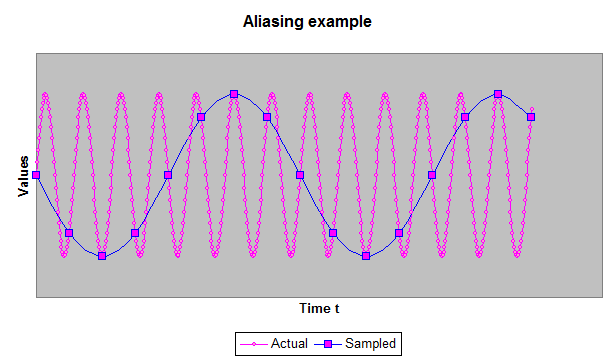 Aliasing example
Values
Time t
Actual Sampled